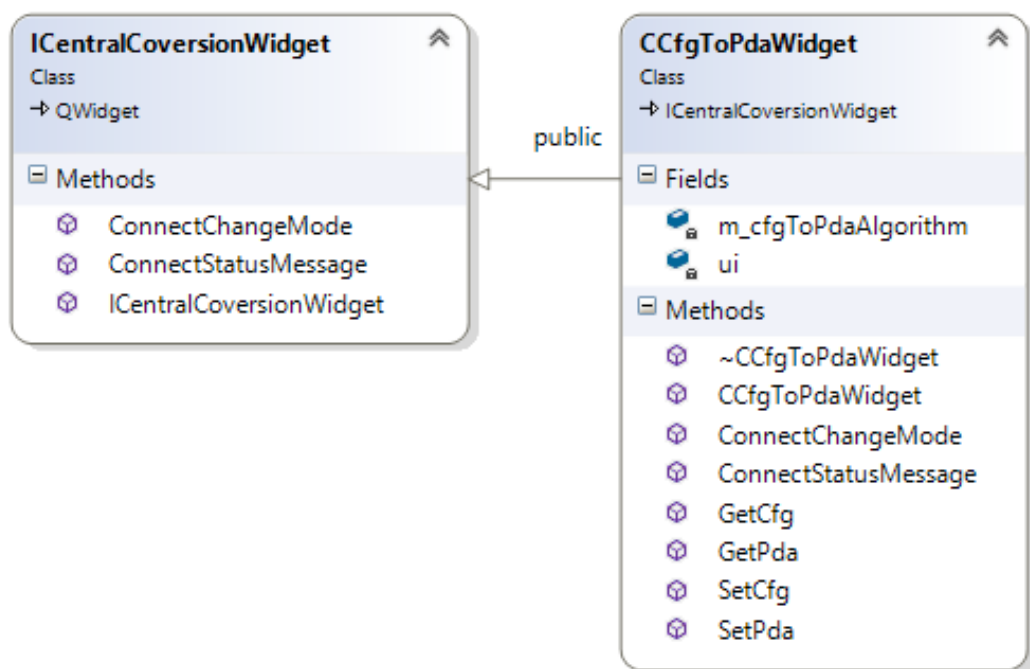 ICentralCoversionWidget
Class
QWidget
Methods
ConnectChangeMode
ConnectStatusMessage
ICentralCoversionWidget
public
CCfgToPdaWidget
Class
ICentralCoversionWidget
Fields
m_cfgToPdaAlgorithm
ui
Methods
~CCfgToPdaWidget
CCfgToPdaWidget
ConnectChangeMode
ConnectStatusMessage
GetCfg
GetPda
SetCfg
SetPda